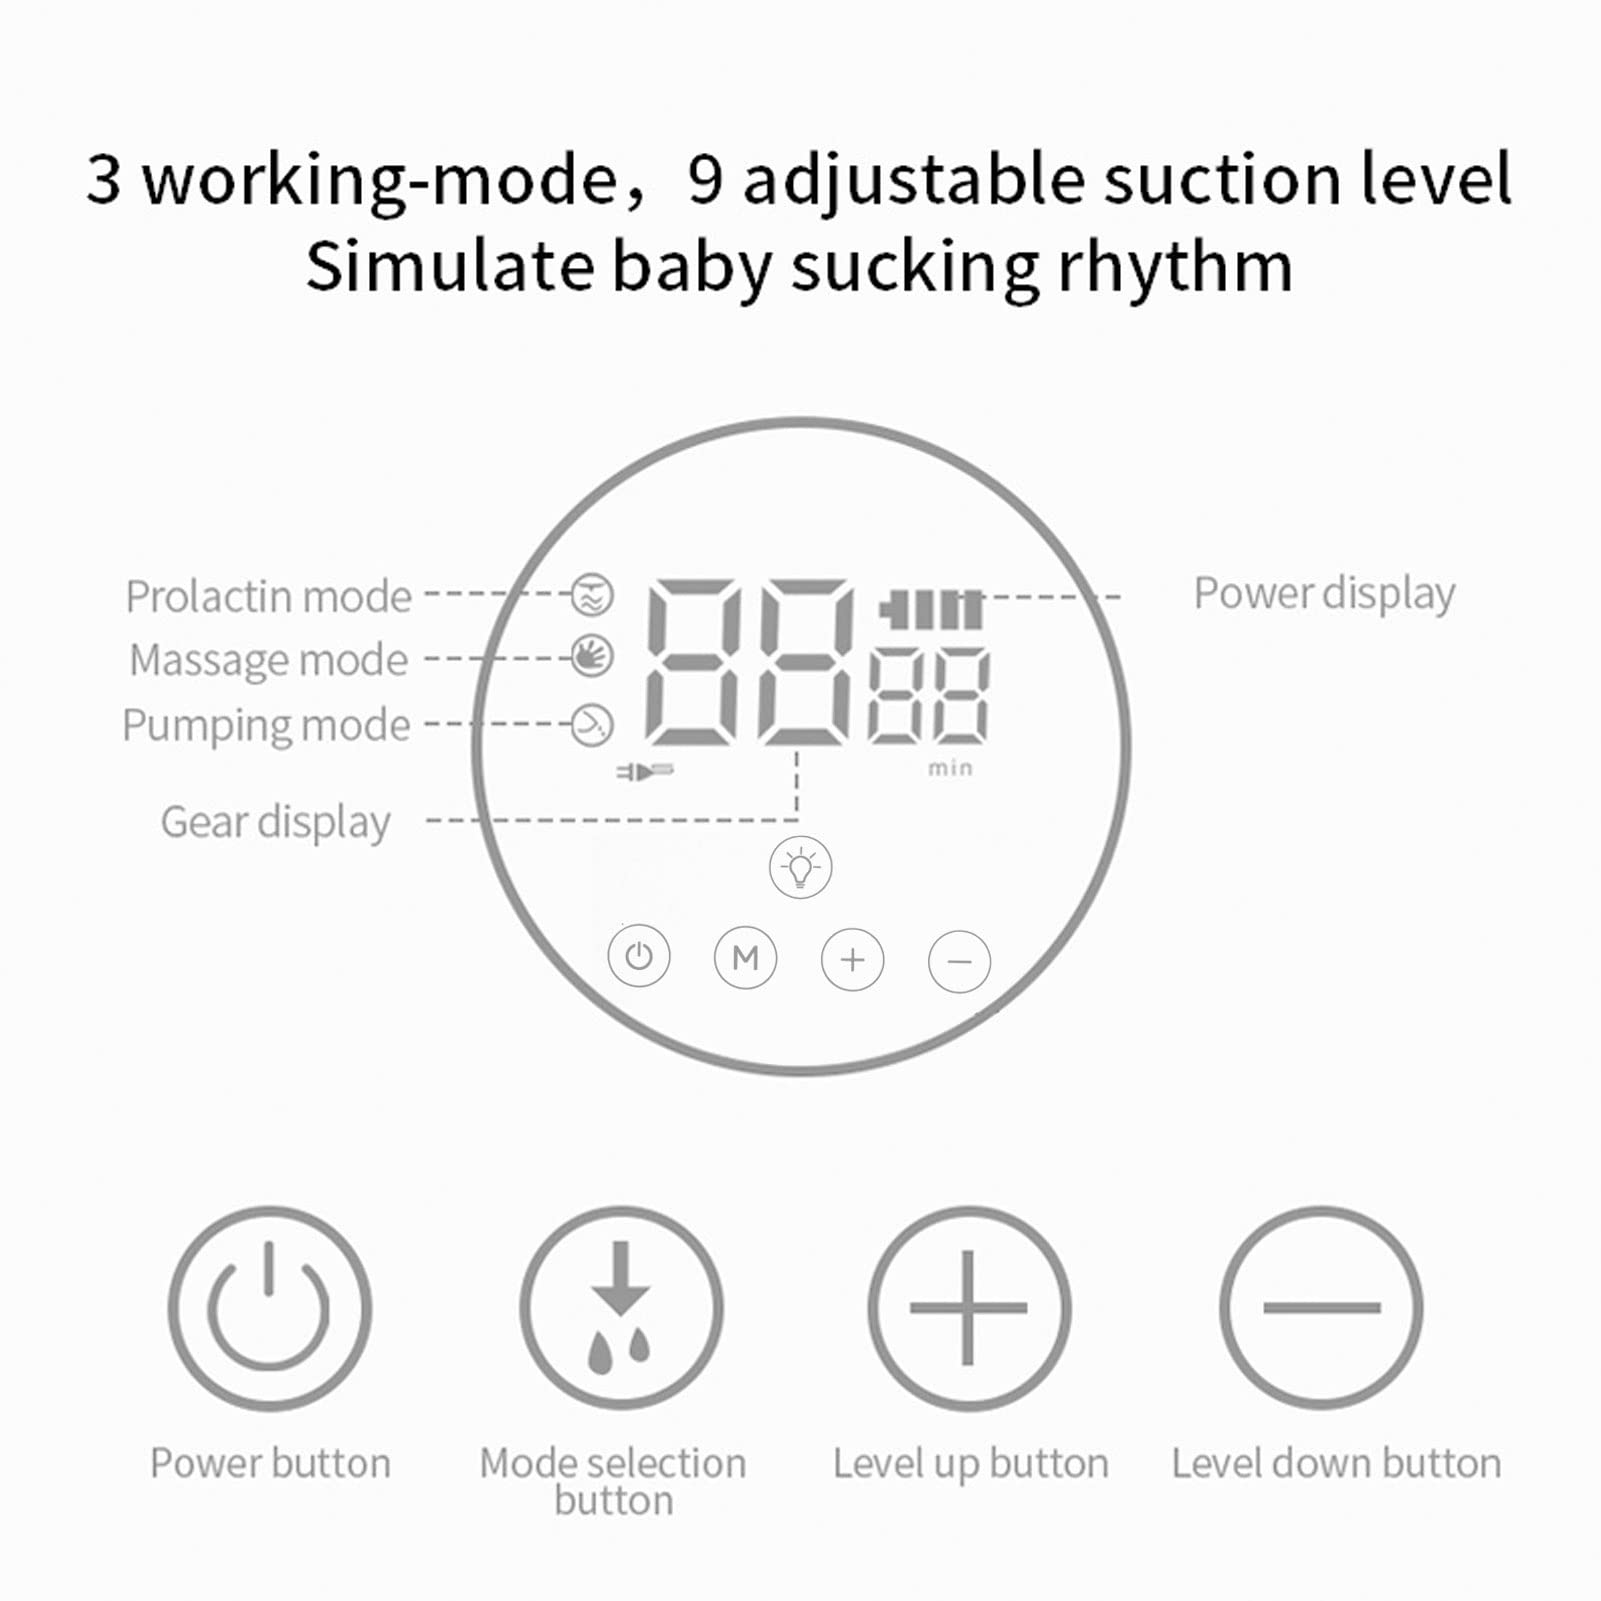 3 working-mode，9 adjustable suction level
Simulate baby sucking rhythm
Prolactin mode
Massage mode
Pumping mode
Gear display
88
88
min
Power display
M
Power button
Mode selection
button
Level up button
Level down button